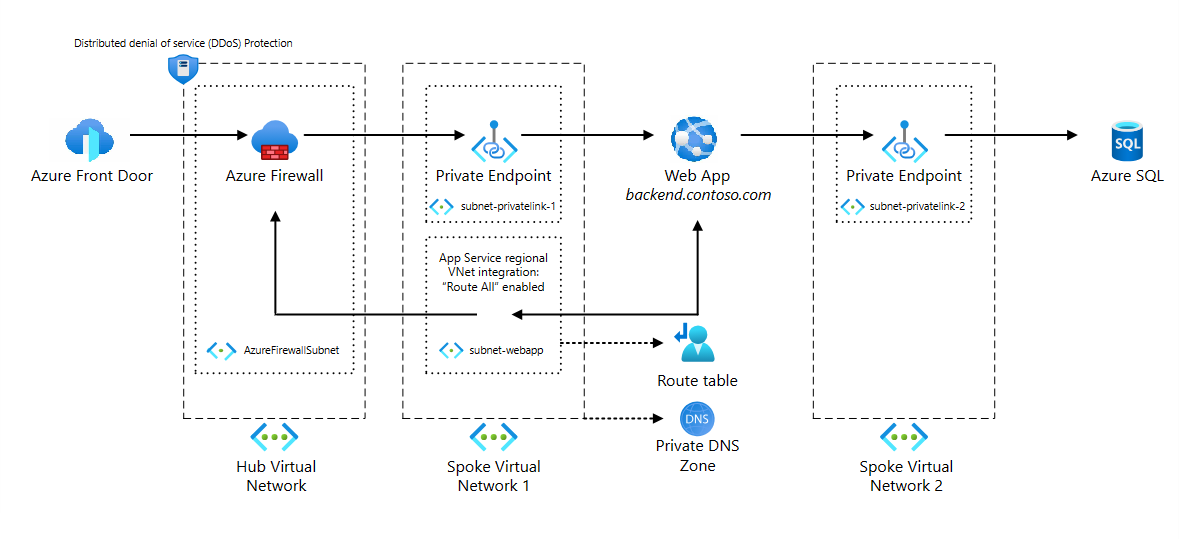 Distributed denial of service (DDoS) Protection
Azure Front Door
Azure Firewall
Private Endpoint
subnet-privatelink-1
Web App
backend.contoso.com
Private Endpoint
subnet-privatelink-2
SQL
Azure SQL
App Service regional
VNet integration:
“Route All” enabled
AzureFirewallSubnet
subnet-webapp
Route table
DNS
Private DNS
Zone
Hub Virtual
Network
Spoke Virtual
Network 1
Spoke Virtual
Network 2